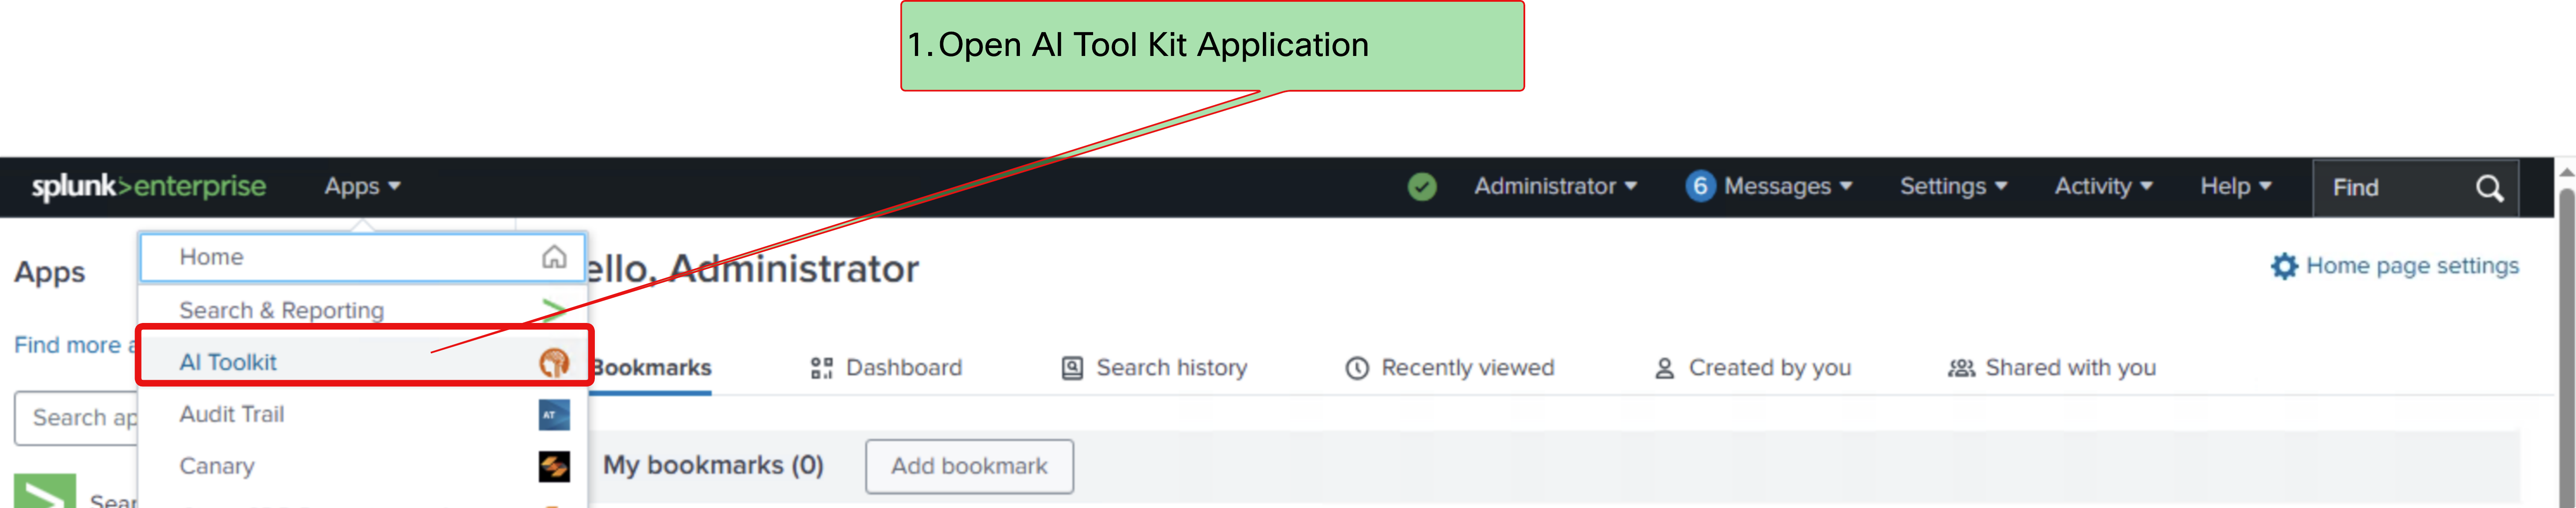 1. Open AI Tool Kit Application
splunk>enterprise Apps Administrator 6 Messages Settings Activity Help Find
Home
ello, Administrator
Home page settings
Apps
Search & Reporting
Find more
AI Toolkit
Bookmarks Dashboard Search history Recently viewed Created by you Shared with you
Search ap
Audit Trail AT
Canary
My bookmarks (0) Add bookmark
Sear